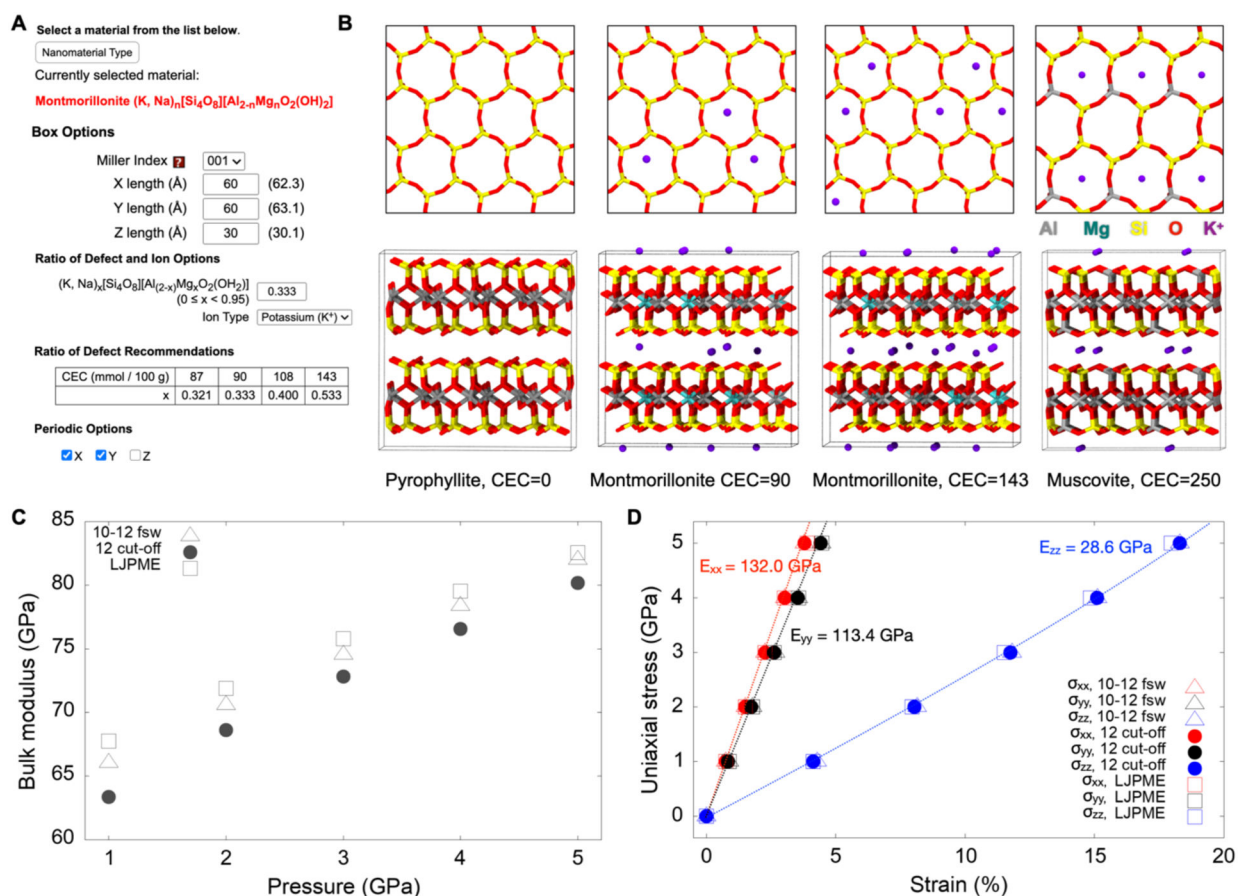 A
Select a material from the list below.
Nanomaterial Type
Currently selected material:
Montmorillonite (K, Na)n[Si4O8][Al2-nMgnO2(OH)2]
Box Options
Miller Index ? 001
X length (Å) 60 (62.3)
Y length (Å) 60 (63.1)
Z length (Å) 30 (30.1)
Ratio of Defect and Ion Options
(K, Na)x[Si4O8][Al(2-x)MgxO2(OH2)] 0.333
(0 ≤ x < 0.95)
Ion Type Potassium (K+)
Ratio of Defect Recommendations
CEC (mmol / 100 g) 87 90 108 143
x 0.321 0.333 0.400 0.533
Periodic Options
X Y Z
B
Al Mg Si O K+
Pyrophyllite, CEC=0 Montmorillonite CEC=90 Montmorillonite, CEC=143 Muscovite, CEC=250
C
85
80
75
70
65
60
Bulk modulus (GPa)
10-12 fsw
12 cut-off
LJPME
1 2 3 4 5
Pressure (GPa)
D
5
4
3
2
1
0
Uniaxial stress (GPa)
Exx = 132.0 GPa
Ezz = 28.6 GPa
Eyy = 113.4 GPa
σxx, 10-12 fsw
σyy, 10-12 fsw
σzz, 10-12 fsw
σxx, 12 cut-off
σyy, 12 cut-off
σzz, 12 cut-off
σxx, LJPME
σyy, LJPME
σzz, LJPME
0 5 10 15 20
Strain (%)